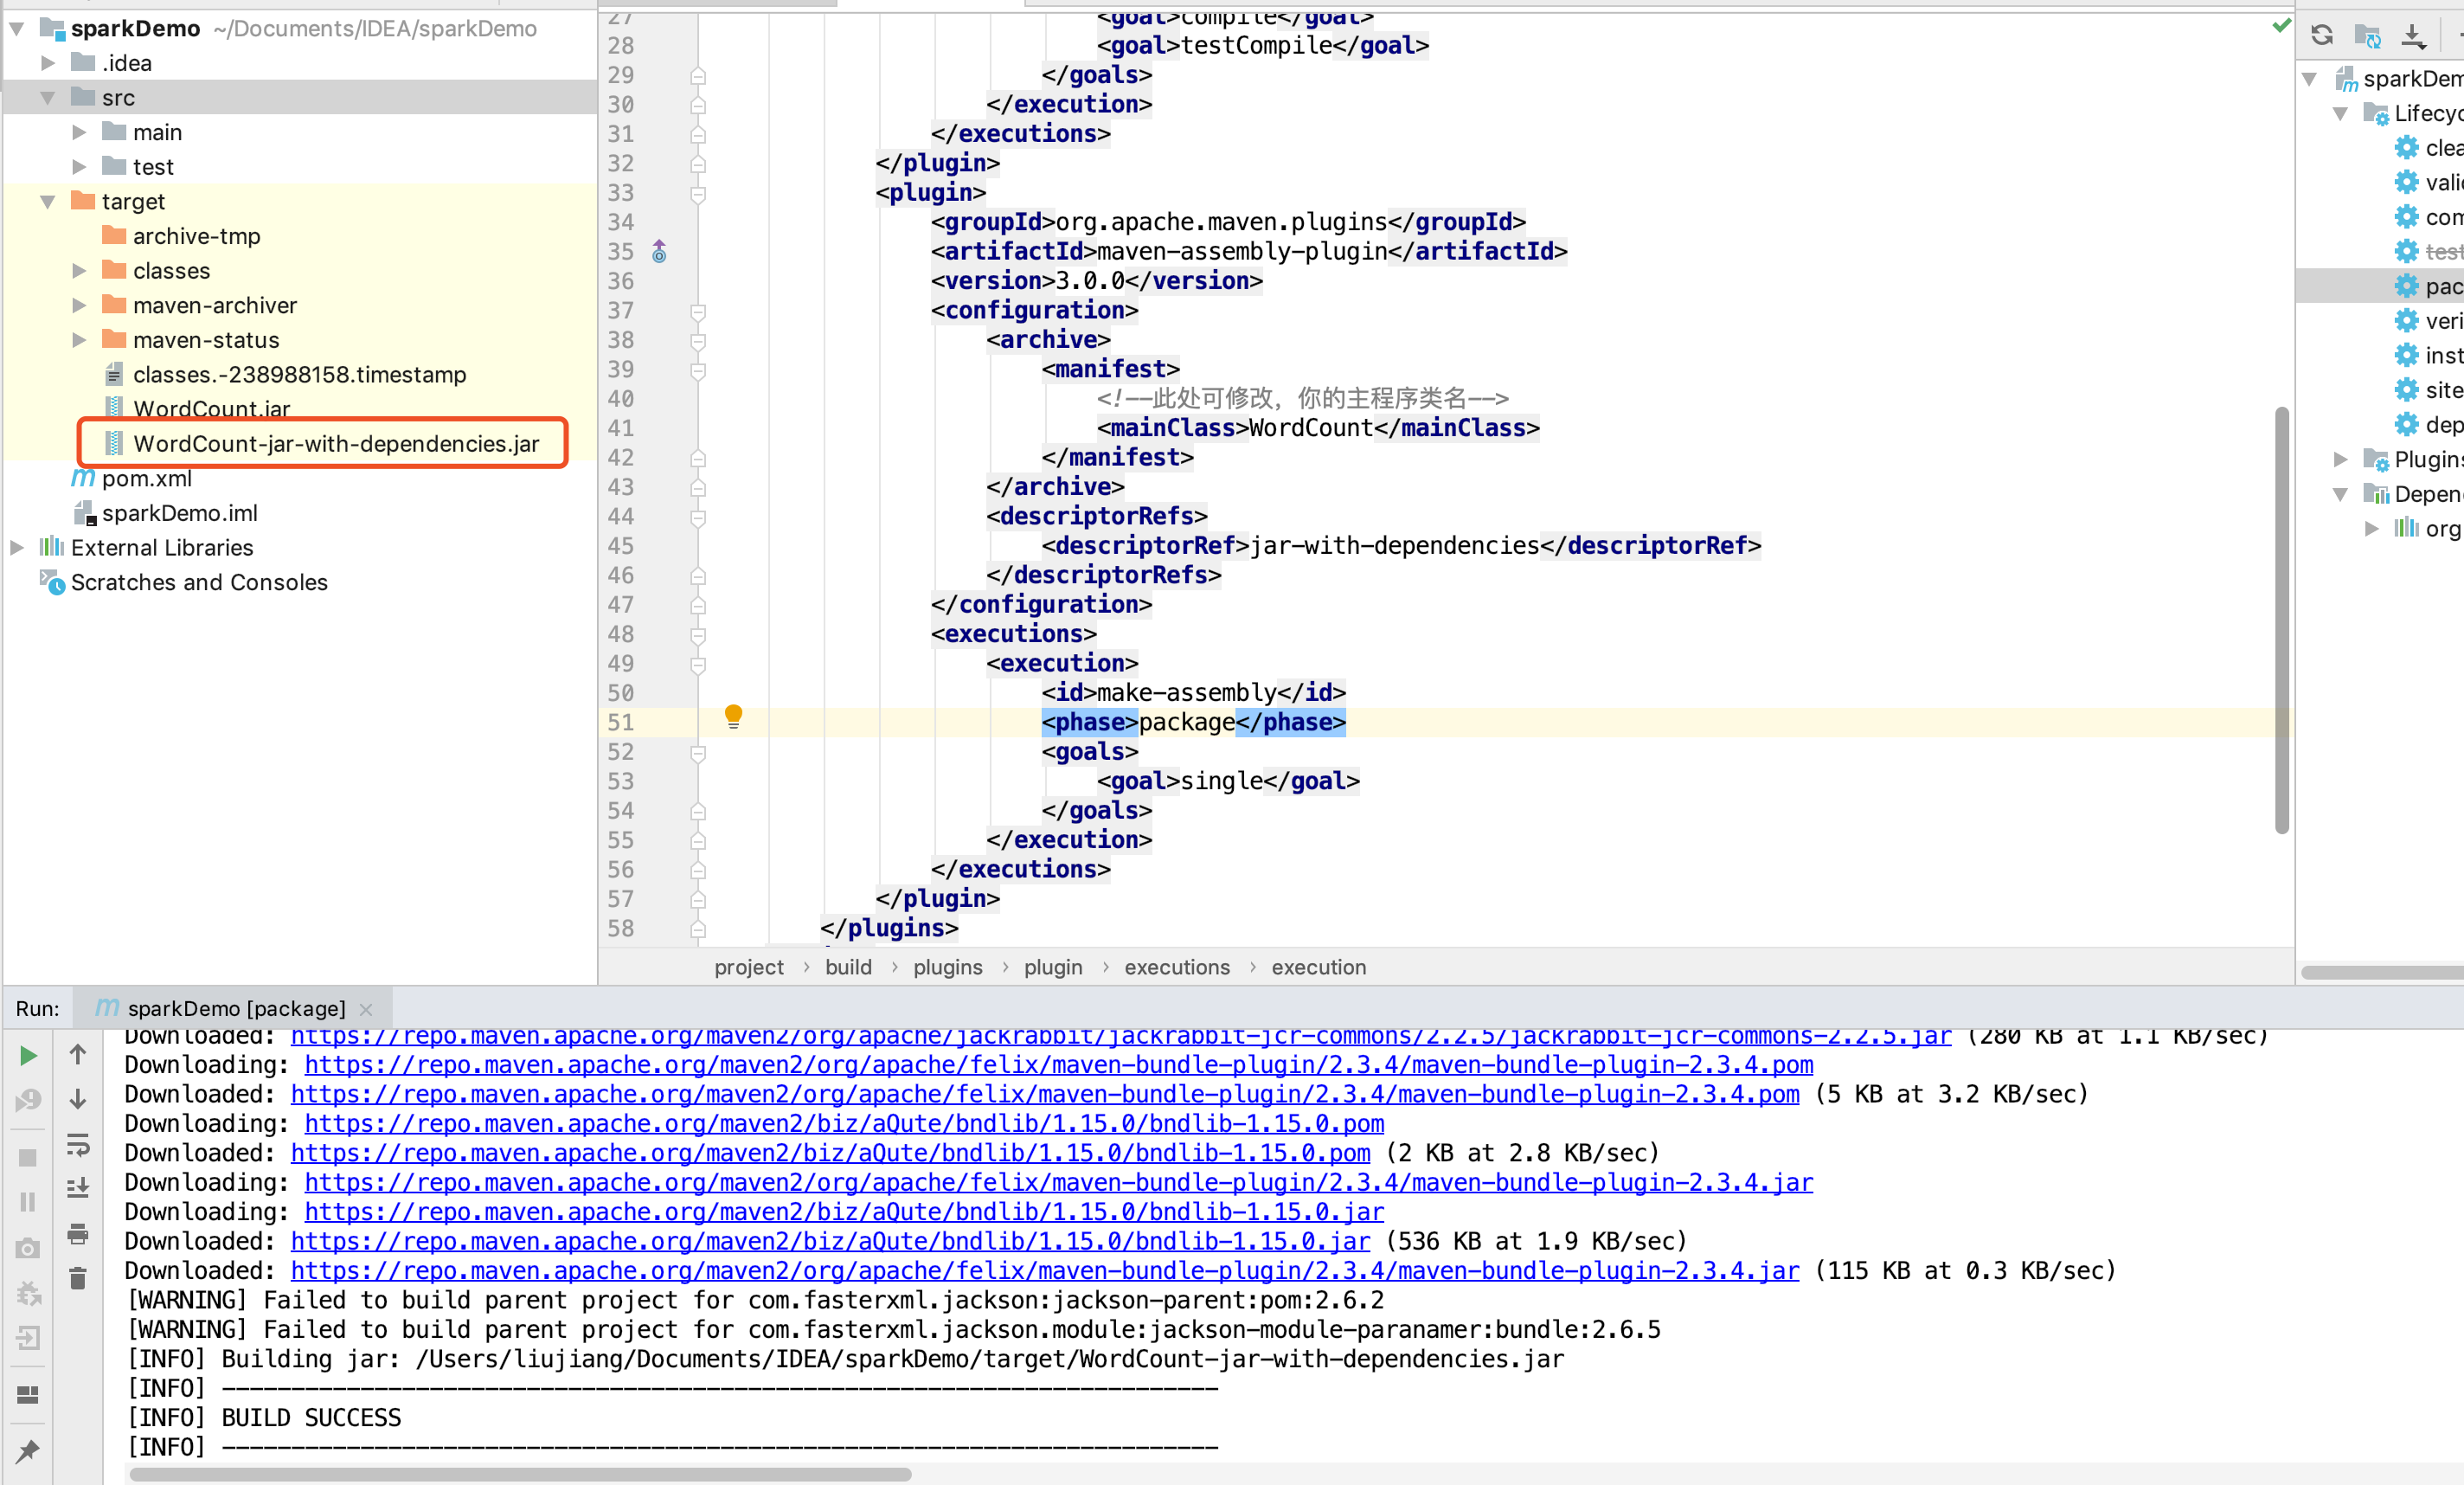 sparkDemo ~/Documents/IDEA/sparkDemo
.idea
src
main
test
target
archive-tmp
classes
maven-archiver
maven-status
classes.-238988158.timestamp
WordCount.jar
WordCount-jar-with-dependencies.jar
pom.xml
sparkDemo.iml
External Libraries
Scratches and Consoles
27 <goal>compile</goal>
28 <goal>testCompile</goal>
29 </goals>
30 </execution>
31 </executions>
32 </plugin>
33 <plugin>
34 <groupId>org.apache.maven.plugins</groupId>
35 <artifactId>maven-assembly-plugin</artifactId>
36 <version>3.0.0</version>
37 <configuration>
38 <archive>
39 <manifest>
40 <!--此处可修改，你的主程序类名-->
41 <mainClass>WordCount</mainClass>
42 </manifest>
43 </archive>
44 <descriptorRefs>
45 <descriptorRef>jar-with-dependencies</descriptorRef>
46 </descriptorRefs>
47 </configuration>
48 <executions>
49 <execution>
50 <id>make-assembly</id>
51 <phase>package</phase>
52 <goals>
53 <goal>single</goal>
54 </goals>
55 </execution>
56 </executions>
57 </plugin>
58 </plugins>
project › build › plugins › plugin › executions › execution
sparkDem
Lifecyc
clea
vali
com
test
pac
veri
inst
site
dep
Plugins
Depen
org
Run: sparkDemo [package]
Downloaded: https://repo.maven.apache.org/maven2/org/apache/jackrabbit/jackrabbit-jcr-commons/2.2.5/jackrabbit-jcr-commons-2.2.5.jar (280 KB at 1.1 KB/sec)
Downloading: https://repo.maven.apache.org/maven2/org/apache/felix/maven-bundle-plugin/2.3.4/maven-bundle-plugin-2.3.4.pom
Downloaded: https://repo.maven.apache.org/maven2/org/apache/felix/maven-bundle-plugin/2.3.4/maven-bundle-plugin-2.3.4.pom (5 KB at 3.2 KB/sec)
Downloading: https://repo.maven.apache.org/maven2/biz/aQute/bndlib/1.15.0/bndlib-1.15.0.pom
Downloaded: https://repo.maven.apache.org/maven2/biz/aQute/bndlib/1.15.0/bndlib-1.15.0.pom (2 KB at 2.8 KB/sec)
Downloading: https://repo.maven.apache.org/maven2/org/apache/felix/maven-bundle-plugin/2.3.4/maven-bundle-plugin-2.3.4.jar
Downloading: https://repo.maven.apache.org/maven2/biz/aQute/bndlib/1.15.0/bndlib-1.15.0.jar
Downloaded: https://repo.maven.apache.org/maven2/biz/aQute/bndlib/1.15.0/bndlib-1.15.0.jar (536 KB at 1.9 KB/sec)
Downloaded: https://repo.maven.apache.org/maven2/org/apache/felix/maven-bundle-plugin/2.3.4/maven-bundle-plugin-2.3.4.jar (115 KB at 0.3 KB/sec)
[WARNING] Failed to build parent project for com.fasterxml.jackson:jackson-parent:pom:2.6.2
[WARNING] Failed to build parent project for com.fasterxml.jackson.module:jackson-module-paranamer:bundle:2.6.5
[INFO] Building jar: /Users/liujiang/Documents/IDEA/sparkDemo/target/WordCount-jar-with-dependencies.jar
[INFO] ------------------------------------------------------------------------
[INFO] BUILD SUCCESS
[INFO] ------------------------------------------------------------------------